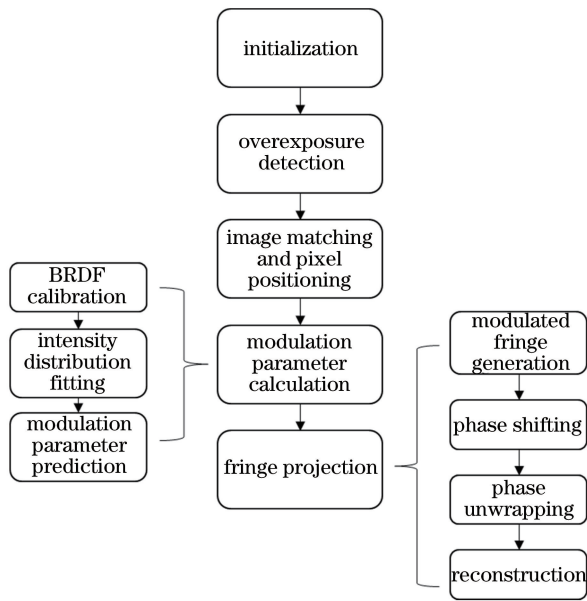 initialization
overexposure
detection
image matching
and pixel
positioning
modulation
parameter
calculation
fringe projection
BRDF
calibration
intensity
distribution
fitting
modulation
parameter
prediction
modulated
fringe
generation
phase shifting
phase
unwrapping
reconstruction